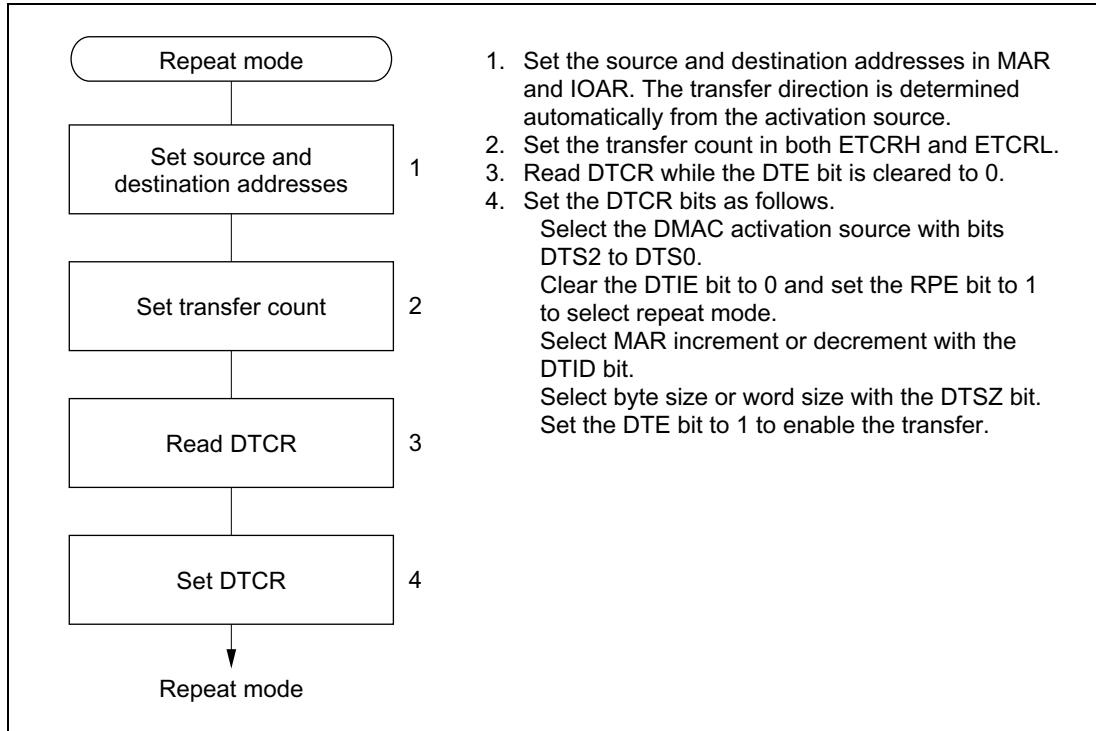 Repeat mode
Set source and
destination addresses
1
Set transfer count
2
Read DTCR
3
Set DTCR
4
Repeat mode
1. Set the source and destination addresses in MAR
and IOAR. The transfer direction is determined
automatically from the activation source.
2. Set the transfer count in both ETCRH and ETCRL.
3. Read DTCR while the DTE bit is cleared to 0.
4. Set the DTCR bits as follows.
Select the DMAC activation source with bits
DTS2 to DTS0.
Clear the DTIE bit to 0 and set the RPE bit to 1
to select repeat mode.
Select MAR increment or decrement with the
DTID bit.
Select byte size or word size with the DTSZ bit.
Set the DTE bit to 1 to enable the transfer.